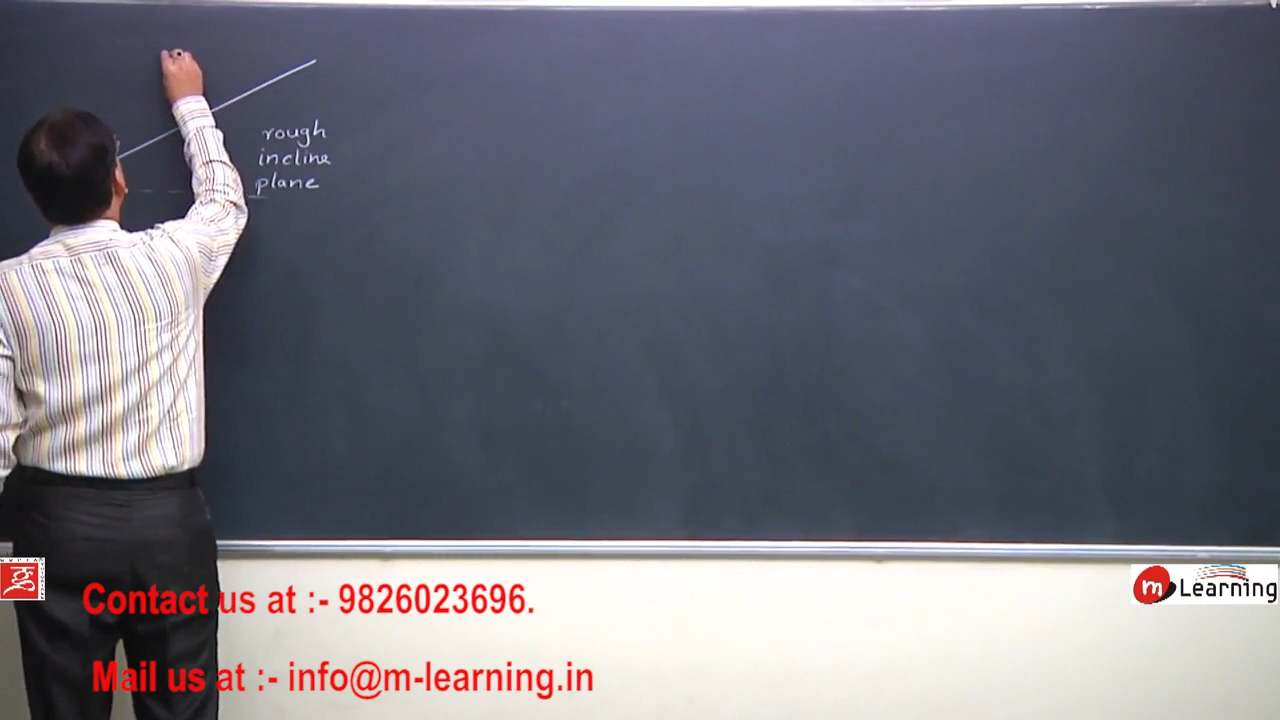 rough
incline
plane
Contact us at :- 9826023696.
Mail us at :- info@m-learning.in
m Learning